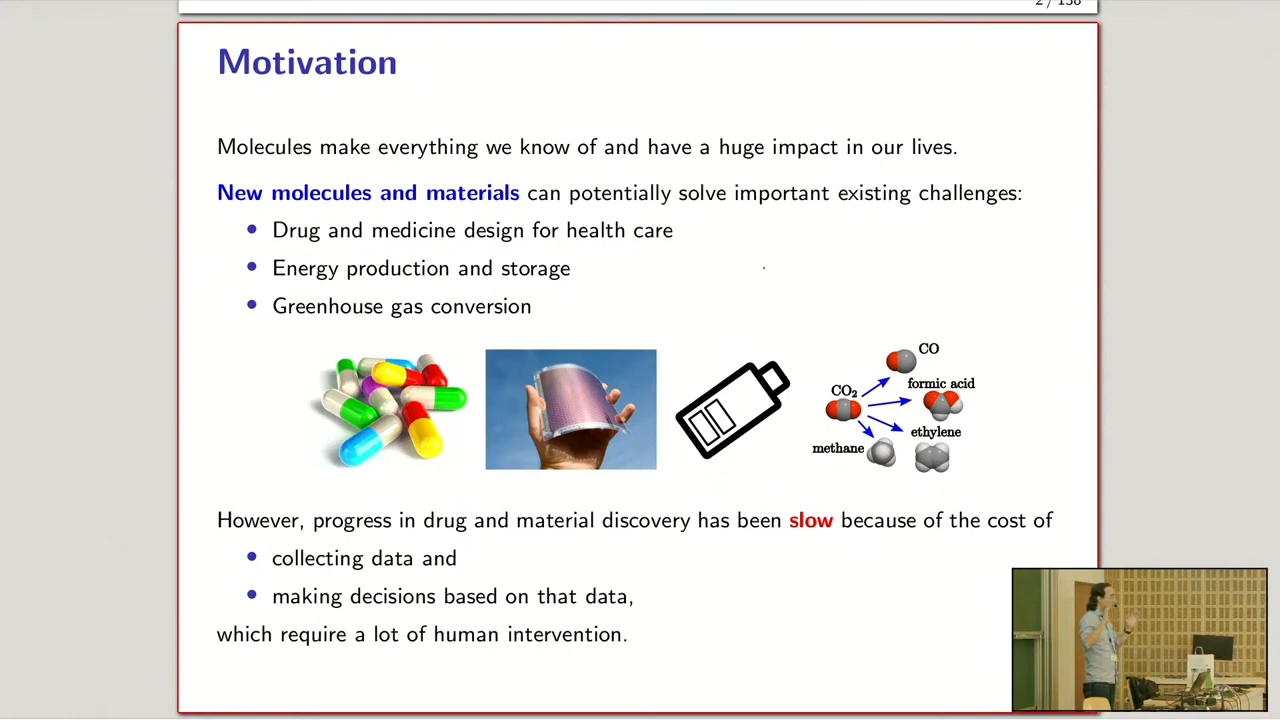 2 / 138
Motivation
Molecules make everything we know of and have a huge impact in our lives.
New molecules and materials can potentially solve important existing challenges:
• Drug and medicine design for health care
• Energy production and storage
• Greenhouse gas conversion
CO
CO₂
formic acid
ethylene
methane
However, progress in drug and material discovery has been slow because of the cost of
• collecting data and
• making decisions based on that data,
which require a lot of human intervention.